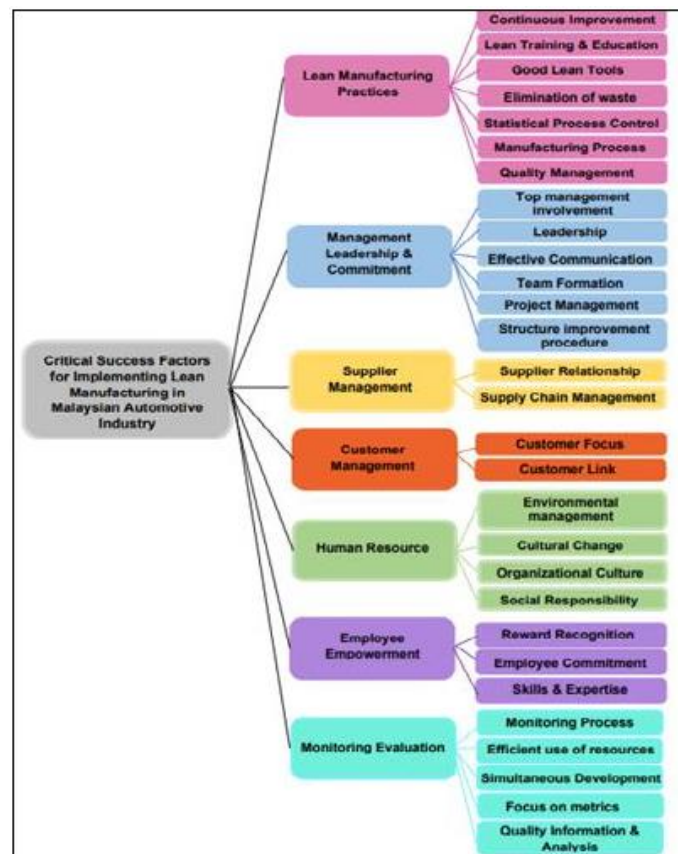 Critical Success Factors
for Implementing Lean
Manufacturing in
Malaysian Automotive
Industry
Lean Manufacturing
Practices
Continuous Improvement
Lean Training & Education
Good Lean Tools
Elimination of waste
Statistical Process Control
Manufacturing Process
Quality Management
Management
Leadership &
Commitment
Top management
involvement
Leadership
Effective Communication
Team Formation
Project Management
Structure improvement
procedure
Supplier
Management
Supplier Relationship
Supply Chain Management
Customer
Management
Customer Focus
Customer Link
Human Resource
Environmental
management
Cultural Change
Organizational Culture
Social Responsibility
Employee
Empowerment
Reward Recognition
Employee Commitment
Skills & Expertise
Monitoring Evaluation
Monitoring Process
Efficient use of resources
Simultaneous Development
Focus on metrics
Quality Information &
Analysis